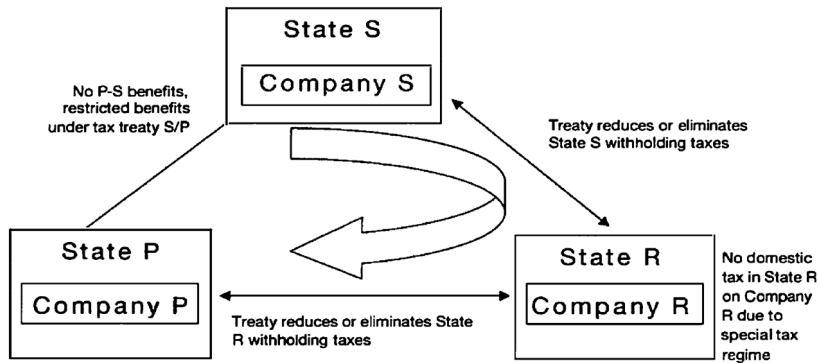 State S
Company S
No P-S benefits,
restricted benefits
under tax treaty S/P
Treaty reduces or eliminates
State S withholding taxes
State P
Company P
Treaty reduces or eliminates State
R withholding taxes
State R
Company R
No domestic
tax in State R
on Company
R due to
special tax
regime